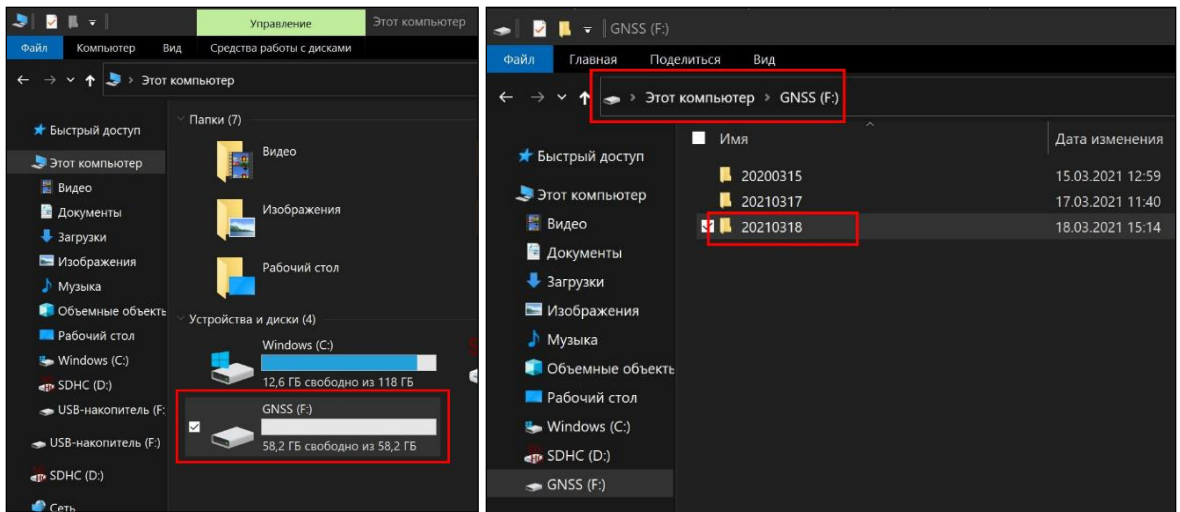 Управление
Этот компьютер
Файл
Компьютер
Вид
Средства работы с дисками
Этот компьютер
Быстрый доступ
Этот компьютер
Видео
Документы
Загрузки
Изображения
Музыка
Объемные объекты
Рабочий стол
Windows (C:)
SDHC (D:)
USB-накопитель (F:
USB-накопитель (F:)
SDHC (D:)
Сеть
Папки (7)
Видео
Изображения
Рабочий стол
Устройства и диски (4)
Windows (C:)
12,6 ГБ свободно из 118 ГБ
GNSS (F:)
58,2 ГБ свободно из 58,2 ГБ
GNSS (F:)
Файл
Главная
Поделиться
Вид
Этот компьютер > GNSS (F:)
Быстрый доступ
Этот компьютер
Видео
Документы
Загрузки
Изображения
Музыка
Объемные объекты
Рабочий стол
Windows (C:)
SDHC (D:)
GNSS (F:)
Имя
Дата изменения
20200315
15.03.2021 12:59
20210317
17.03.2021 11:40
20210318
18.03.2021 15:14